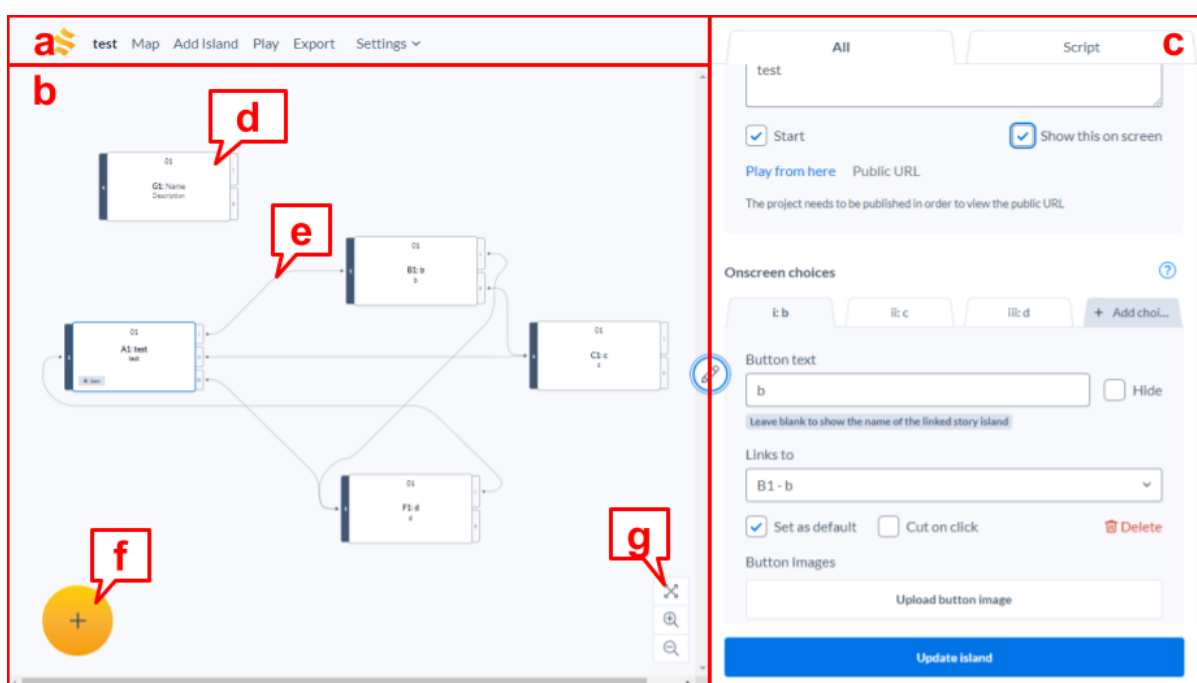 a test Map Add Island Play Export Settings
b
c
All Script
test
Start Show this on screen
Play from here Public URL
The project needs to be published in order to view the public URL
d
01
G1: Name
Description
e
01
B1: b
b
01
A1: test
test
Start
01
C1: c
01
F1: d
d
f
+
g
Onscreen choices ?
i: b ii: c iii: d + Add choi...
Button text
b Hide
Leave blank to show the name of the linked story island
Links to
B1 - b
Set as default Cut on click Delete
Button Images
Upload button image
Update island